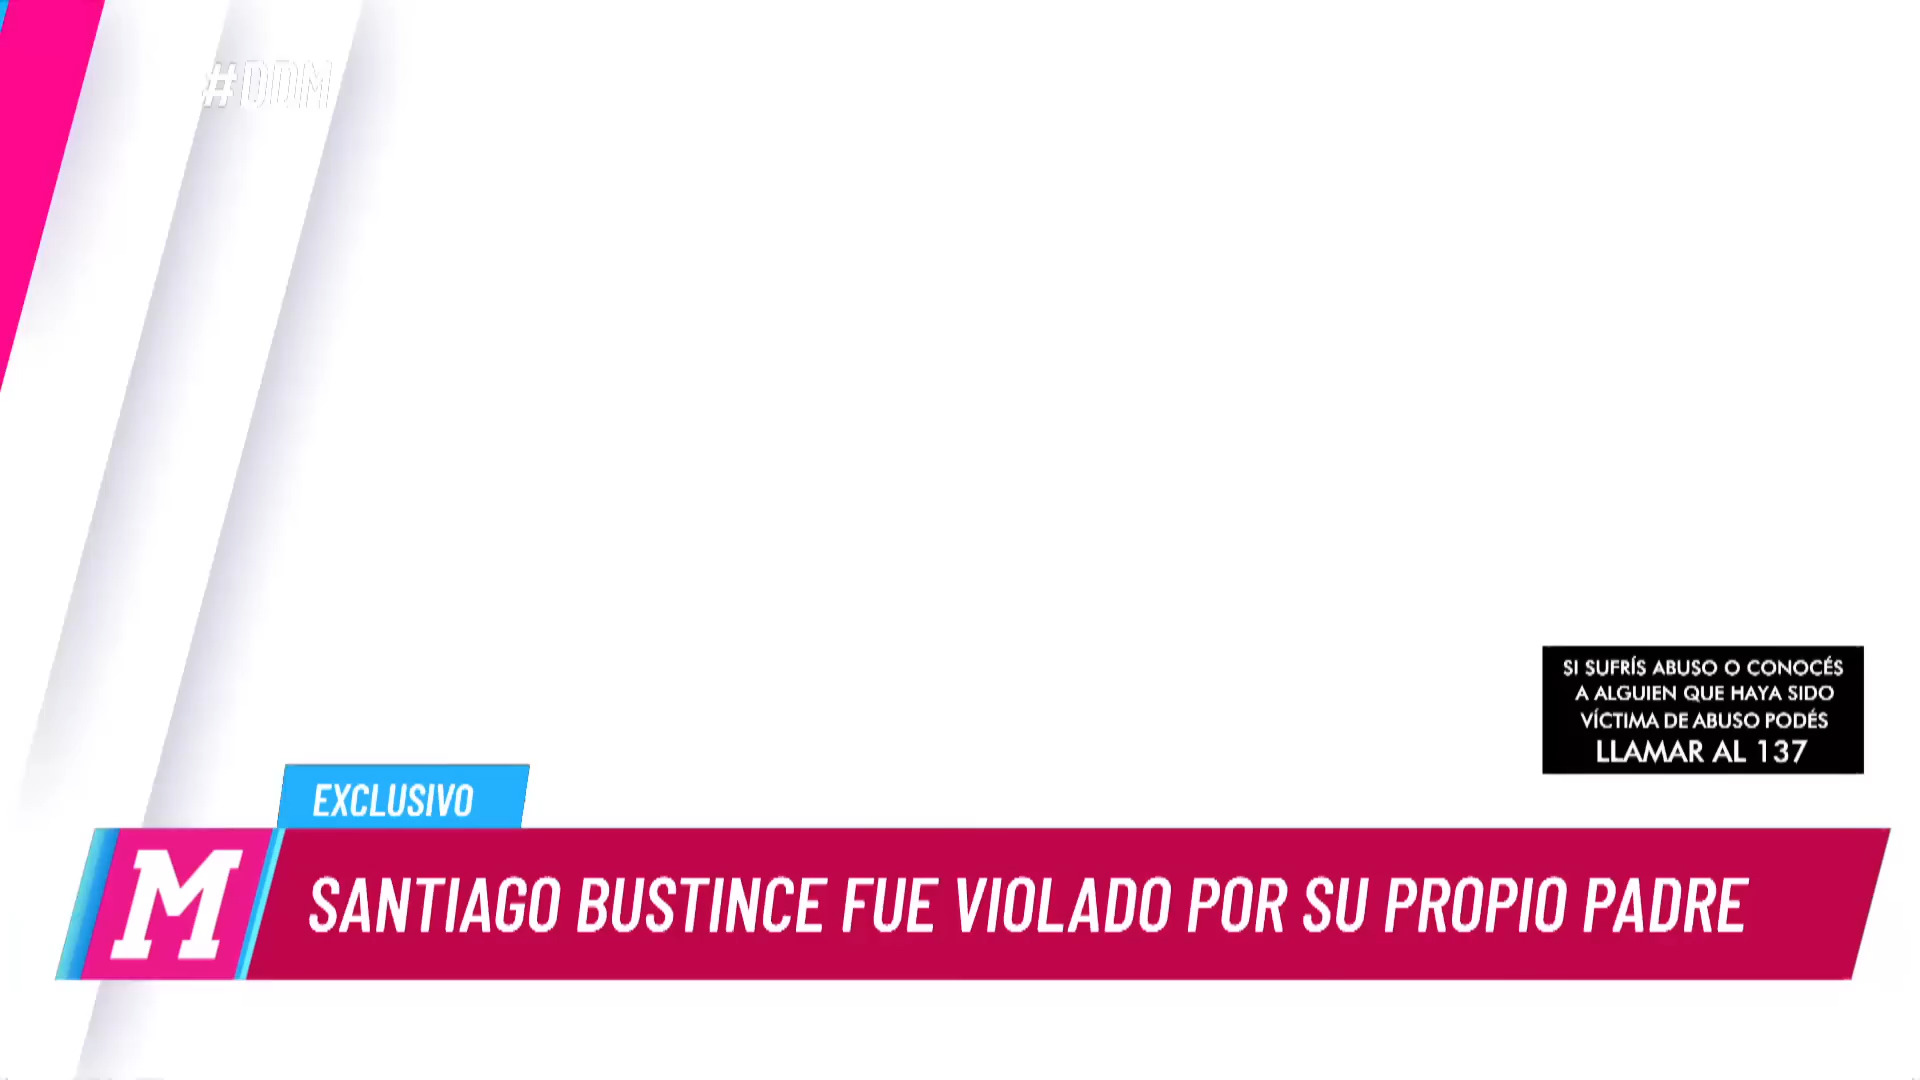 #DDM
SI SUFRÍS ABUSO O CONOCÉS
A ALGUIEN QUE HAYA SIDO
VÍCTIMA DE ABUSO PODÉS
LLAMAR AL 137
EXCLUSIVO
M
SANTIAGO BUSTINCE FUE VIOLADO POR SU PROPIO PADRE